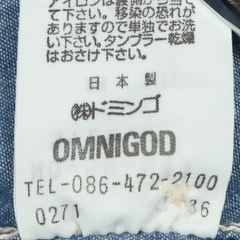 アイロンは裏側から当て
て下さい。移染の恐れが
ありますので単独でお洗
い下さい。タンブラー乾燥
はおさけ下さい。
日本製
㈱ドミンゴ
OMNIGOD
TEL-086-472-2100
0271 36